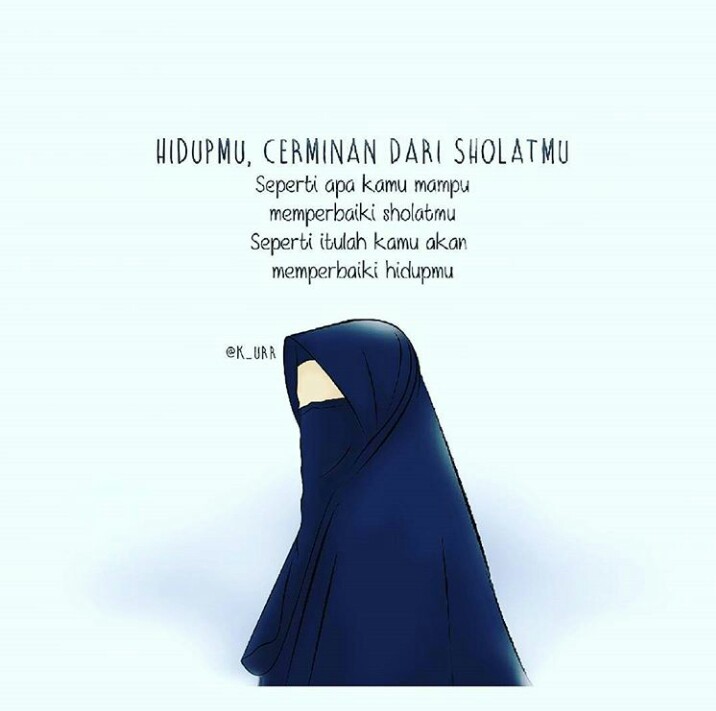 HIDUPMU, CERMINAN DARI SHOLATMU
Seperti apa kamu mampu
memperbaiki sholatmu
Seperti itulah kamu akan
memperbaiki hidupmu
@K_URR